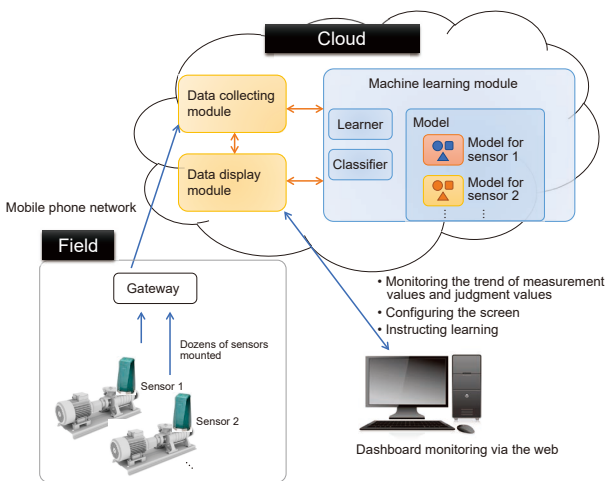 Cloud
Machine learning module
Data collecting
module
Learner
Classifier
Model
Model for
sensor 1
Model for
sensor 2
Data display
module
Mobile phone network
Field
Gateway
Dozens of sensors
mounted
Sensor 1
Sensor 2
• Monitoring the trend of measurement
values and judgment values
• Configuring the screen
• Instructing learning
Dashboard monitoring via the web